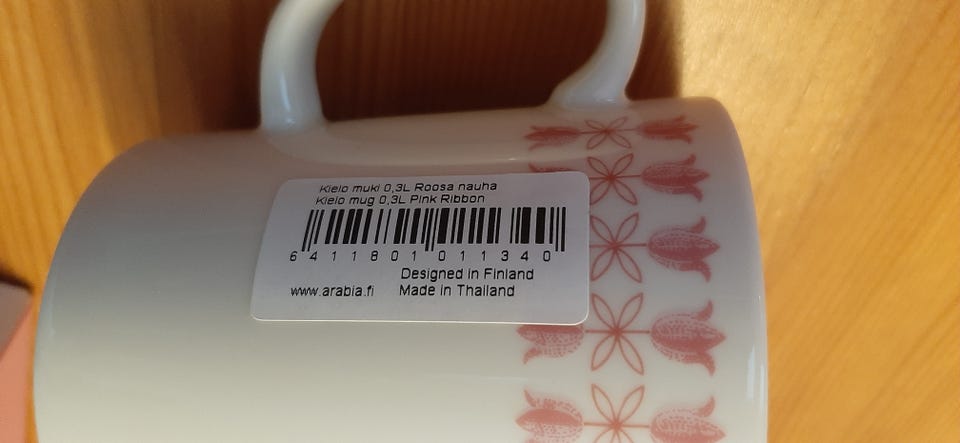 Kielo muki 0,3L Roosa nauha
Kielo mug 0,3L Pink Ribbon
6 411801 011340
Designed in Finland
www.arabia.fi Made in Thailand